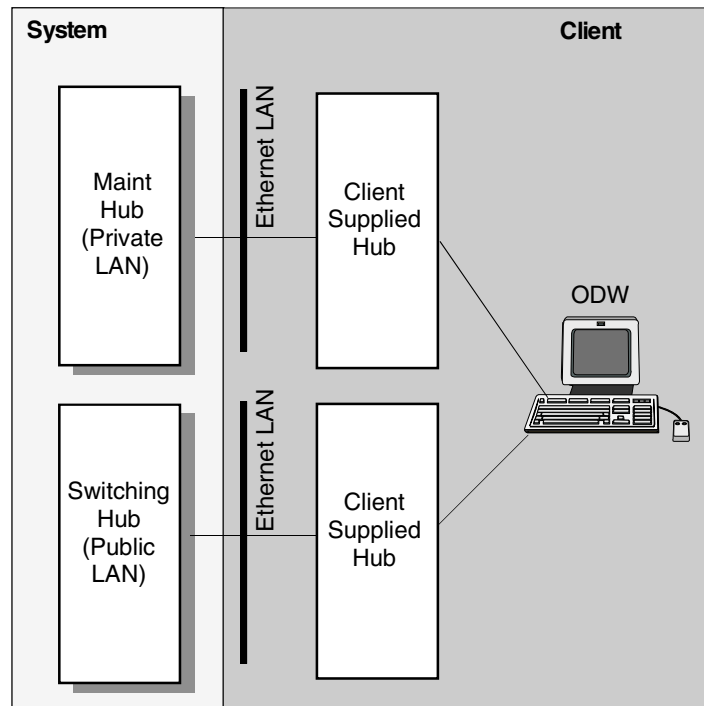 System
Client
Maint
Hub
(Private
LAN)
Ethernet LAN
Client
Supplied
Hub
ODW
Switching
Hub
(Public
LAN)
Ethernet LAN
Client
Supplied
Hub